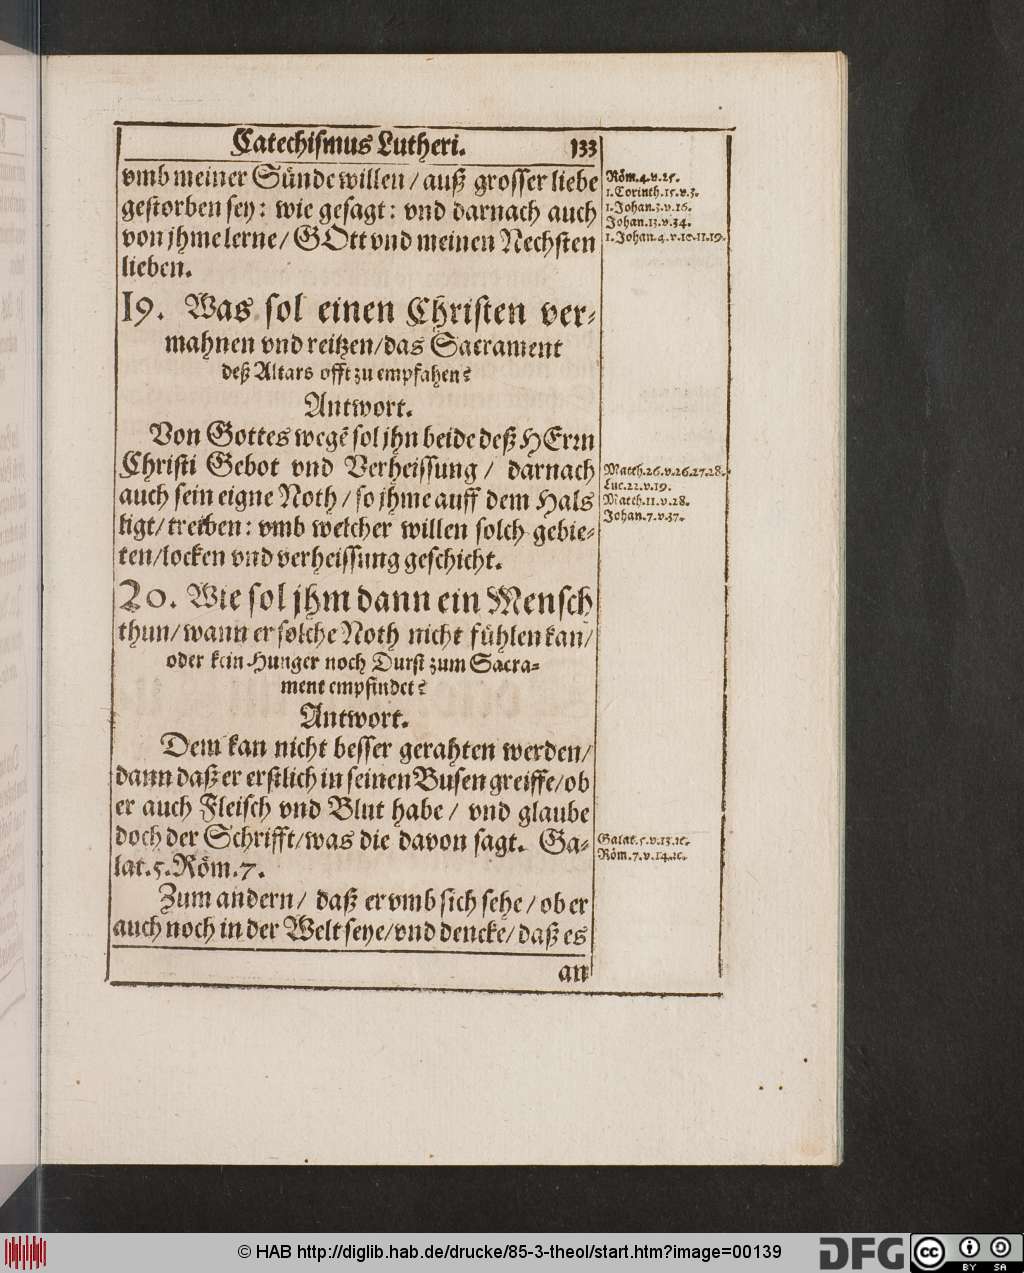 Catechiſmus Lutheri. 133
vmb meiner Sünde willen / auß groſſer liebe
geſtorben ſey: wie geſagt: vnd darnach auch
von jhme lerne / GOtt vnd meinen Nechſten
lieben.
Röm.4.v.25.
1.Corinth.15.v.3.
1.Johan.3.v.16.
Johan.13.v.34.
1.Johan.4.v.10.11.19.
19. Was ſol einen Chriſten ver-
mahnen vnd reitzen/das Sacrament
deß Altars offt zu empfahen?
Antwort.
Von Gottes wegẽ ſol jhn beide deß HErꝛn
Chriſti Gebot vnd Verheiſſung / darnach
auch ſein eigne Noth / ſo jhme auff dem Hals
ligt/treiben: vmb welcher willen ſolch gebie-
ten/locken vnd verheiſſung geſchicht.
Matth.26.v.26.27.28.
Luc.22.v.19.
Matth.11.v.28.
Johan.7.v.37.
20. Wie ſol jhm dann ein Menſch
thun/wann er ſolche Noth nicht fühlen kan/
oder kein Hunger noch Durſt zum Sacra-
ment empfindet?
Antwort.
Dem kan nicht beſſer gerahten werden/
dann daß er erſtlich in ſeinen Buſen greiffe/ob
er auch Fleiſch vnd Blut habe / vnd glaube
doch der Schrifft/was die davon ſagt. Ga-
lat.5.Röm.7.
Galat.5.v.13.ꝛc.
Röm.7.v.14.ꝛc.
Zum andern / daß er vmb ſich ſehe / ob er
auch noch in der Welt ſeye/vnd dencke/daß es
an
© HAB http://diglib.hab.de/drucke/85-3-theol/start.htm?image=00139
DFG
cc BY SA